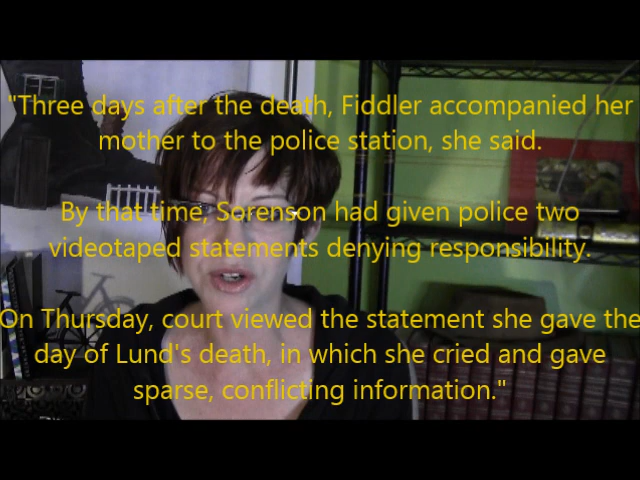 "Three days after the death, Fiddler accompanied her
mother to the police station, she said.
By that time, Sorenson had given police two
videotaped statements denying responsibility.
On Thursday, court viewed the statement she gave the
day of Lund's death, in which she cried and gave
sparse, conflicting information."